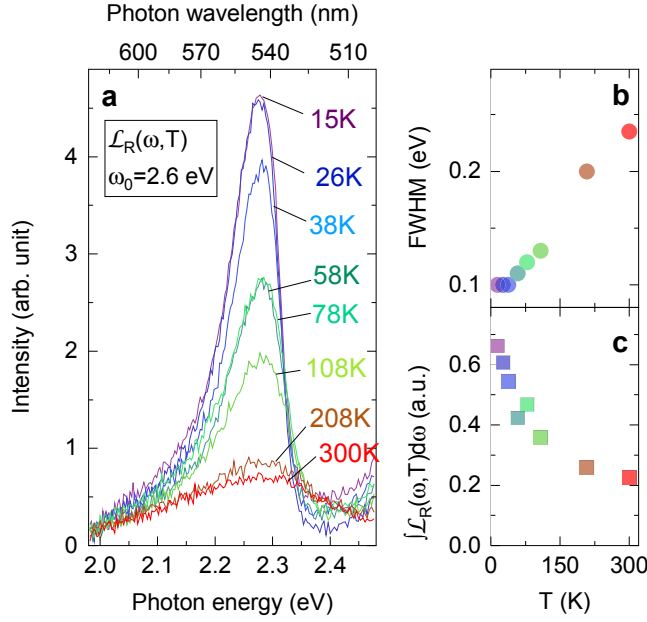 Photon wavelength (nm)
600 570 540 510
a
ℒR(ω,T)
ω0=2.6 eV
15K
26K
38K
58K
78K
108K
208K
300K
4
3
2
1
0
Intensity (arb. unit)
2.0 2.1 2.2 2.3 2.4
Photon energy (eV)
b
0.2
0.1
FWHM (eV)
c
0.6
0.4
0.2
0.0
∫ℒR(ω,T)dω (a.u.)
0 150 300
T (K)